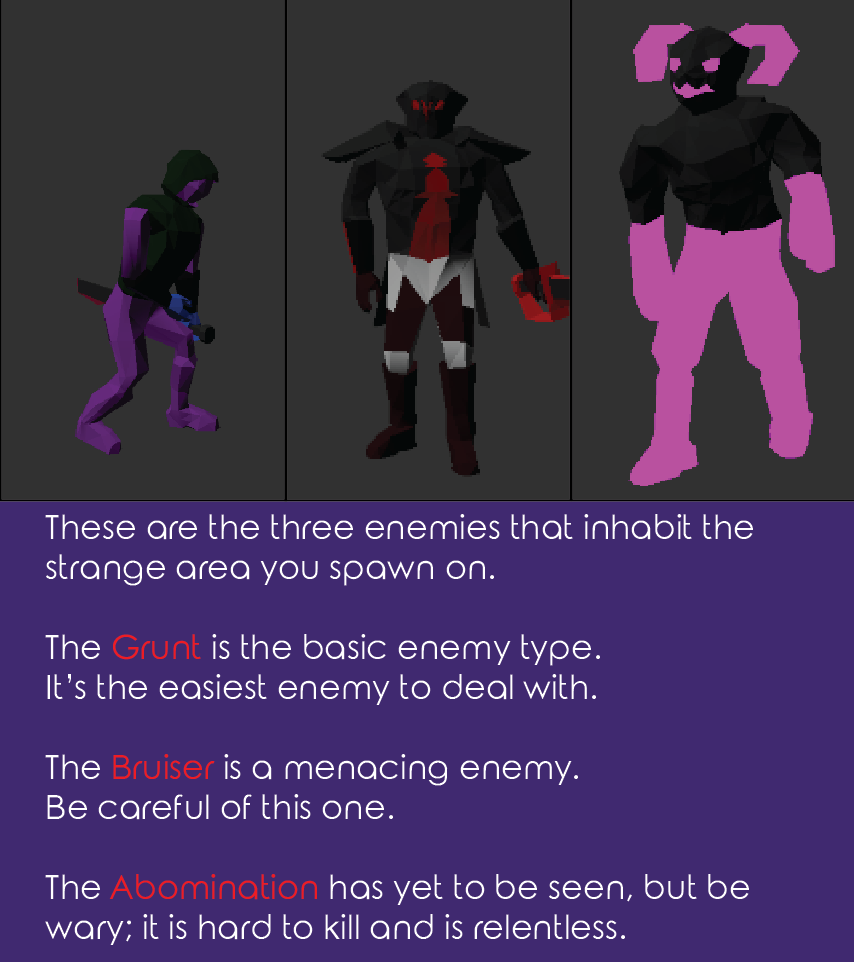 These are the three enemies that inhabit the
strange area you spawn on.
The Grunt is the basic enemy type.
It’s the easiest enemy to deal with.
The Bruiser is a menacing enemy.
Be careful of this one.
The Abomination has yet to be seen, but be
wary; it is hard to kill and is relentless.